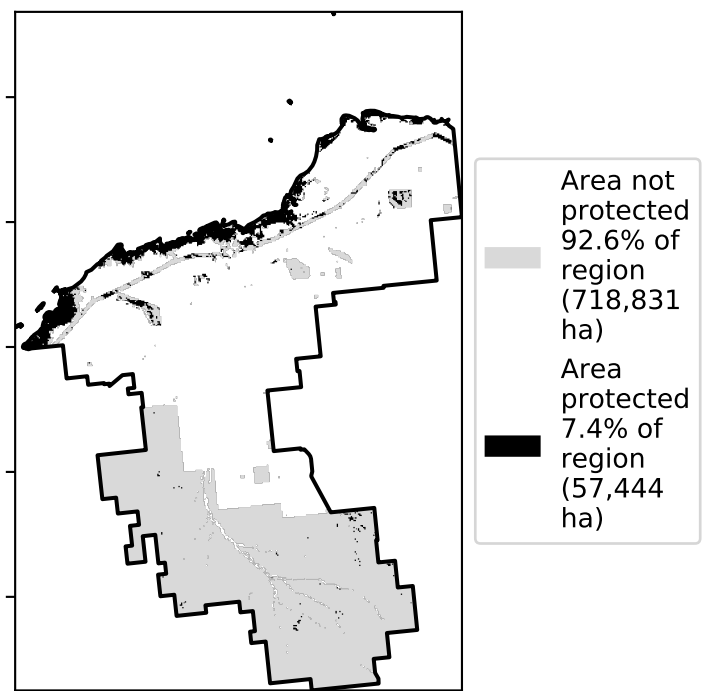 Area not
protected
92.6% of
region
(718,831
ha)
Area
protected
7.4% of
region
(57,444
ha)